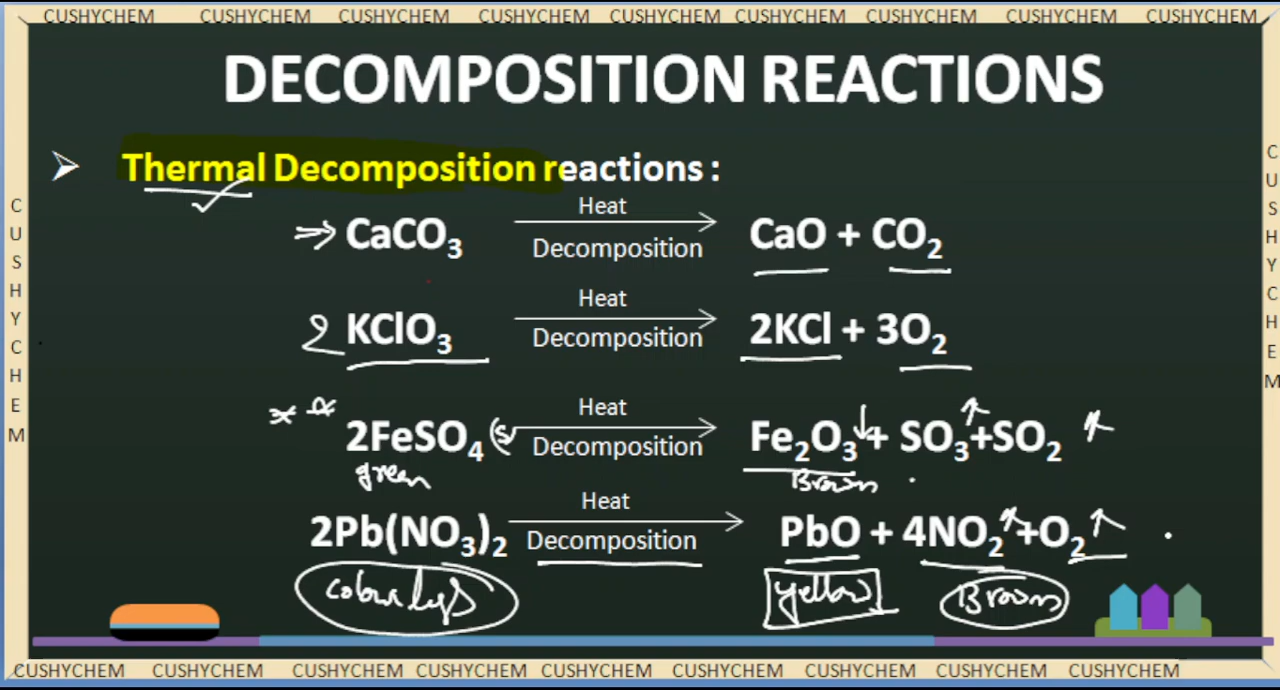 CUSHYCHEM CUSHYCHEM CUSHYCHEM CUSHYCHEM CUSHYCHEM CUSHYCHEM CUSHYCHEM CUSHYCHEM CUSHYCHEM
DECOMPOSITION REACTIONS
➢ Thermal Decomposition reactions :
Heat
⇒ CaCO₃ → CaO + CO₂
Decomposition
Heat
2 KClO₃ → 2KCl + 3O₂
Decomposition
Heat
2FeSO₄ (s) → Fe₂O₃↓ + SO₃↑+SO₂ ↑
Decomposition
green Brown
Heat
2Pb(NO₃)₂ → PbO + 4NO₂↑+O₂↑
Decomposition
colourless yellow Brown
CUSHYCHEM
CUSHYCHEM
CUSHYCHEM CUSHYCHEM CUSHYCHEM CUSHYCHEM CUSHYCHEM CUSHYCHEM CUSHYCHEM CUSHYCHEM CUSHYCHEM